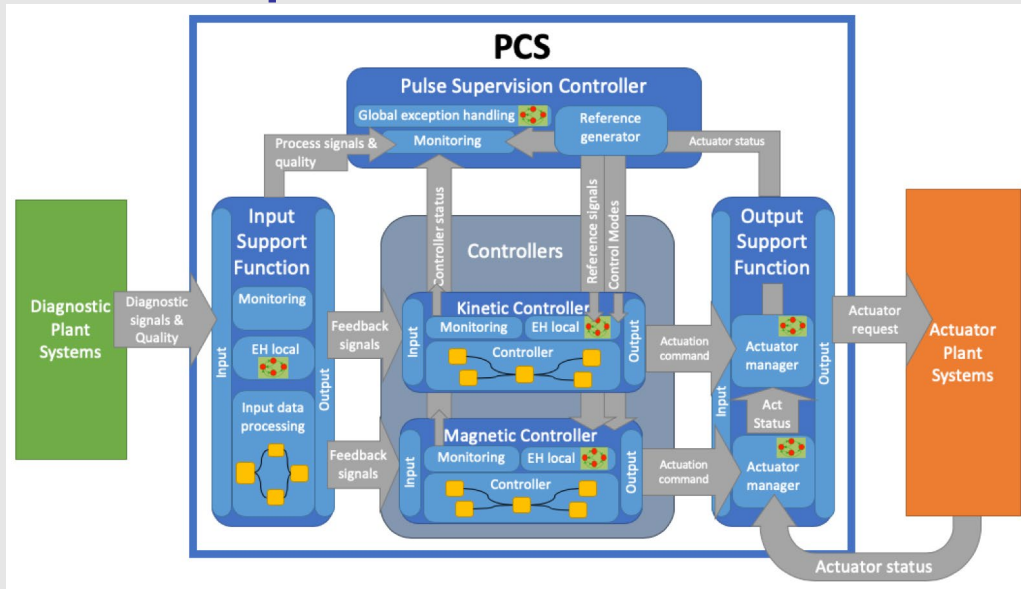 PCS
Pulse Supervision Controller
Global exception handling
Monitoring
Reference
generator
Process signals &
quality
Actuator status
Controller status
Reference signals
Control Modes
Diagnostic
Plant
Systems
Diagnostic
signals &
Quality
Input
Support
Function
Input
Monitoring
EH local
Input data
processing
Output
Feedback
signals
Feedback
signals
Controllers
Kinetic Controller
Input
Monitoring
EH local
Controller
Output
Magnetic Controller
Input
Monitoring
EH local
Controller
Output
Actuation
command
Actuation
command
Output
Support
Function
Input
Actuator
manager
Act
Status
Actuator
manager
Output
Actuator
request
Actuator
Plant
Systems
Actuator status